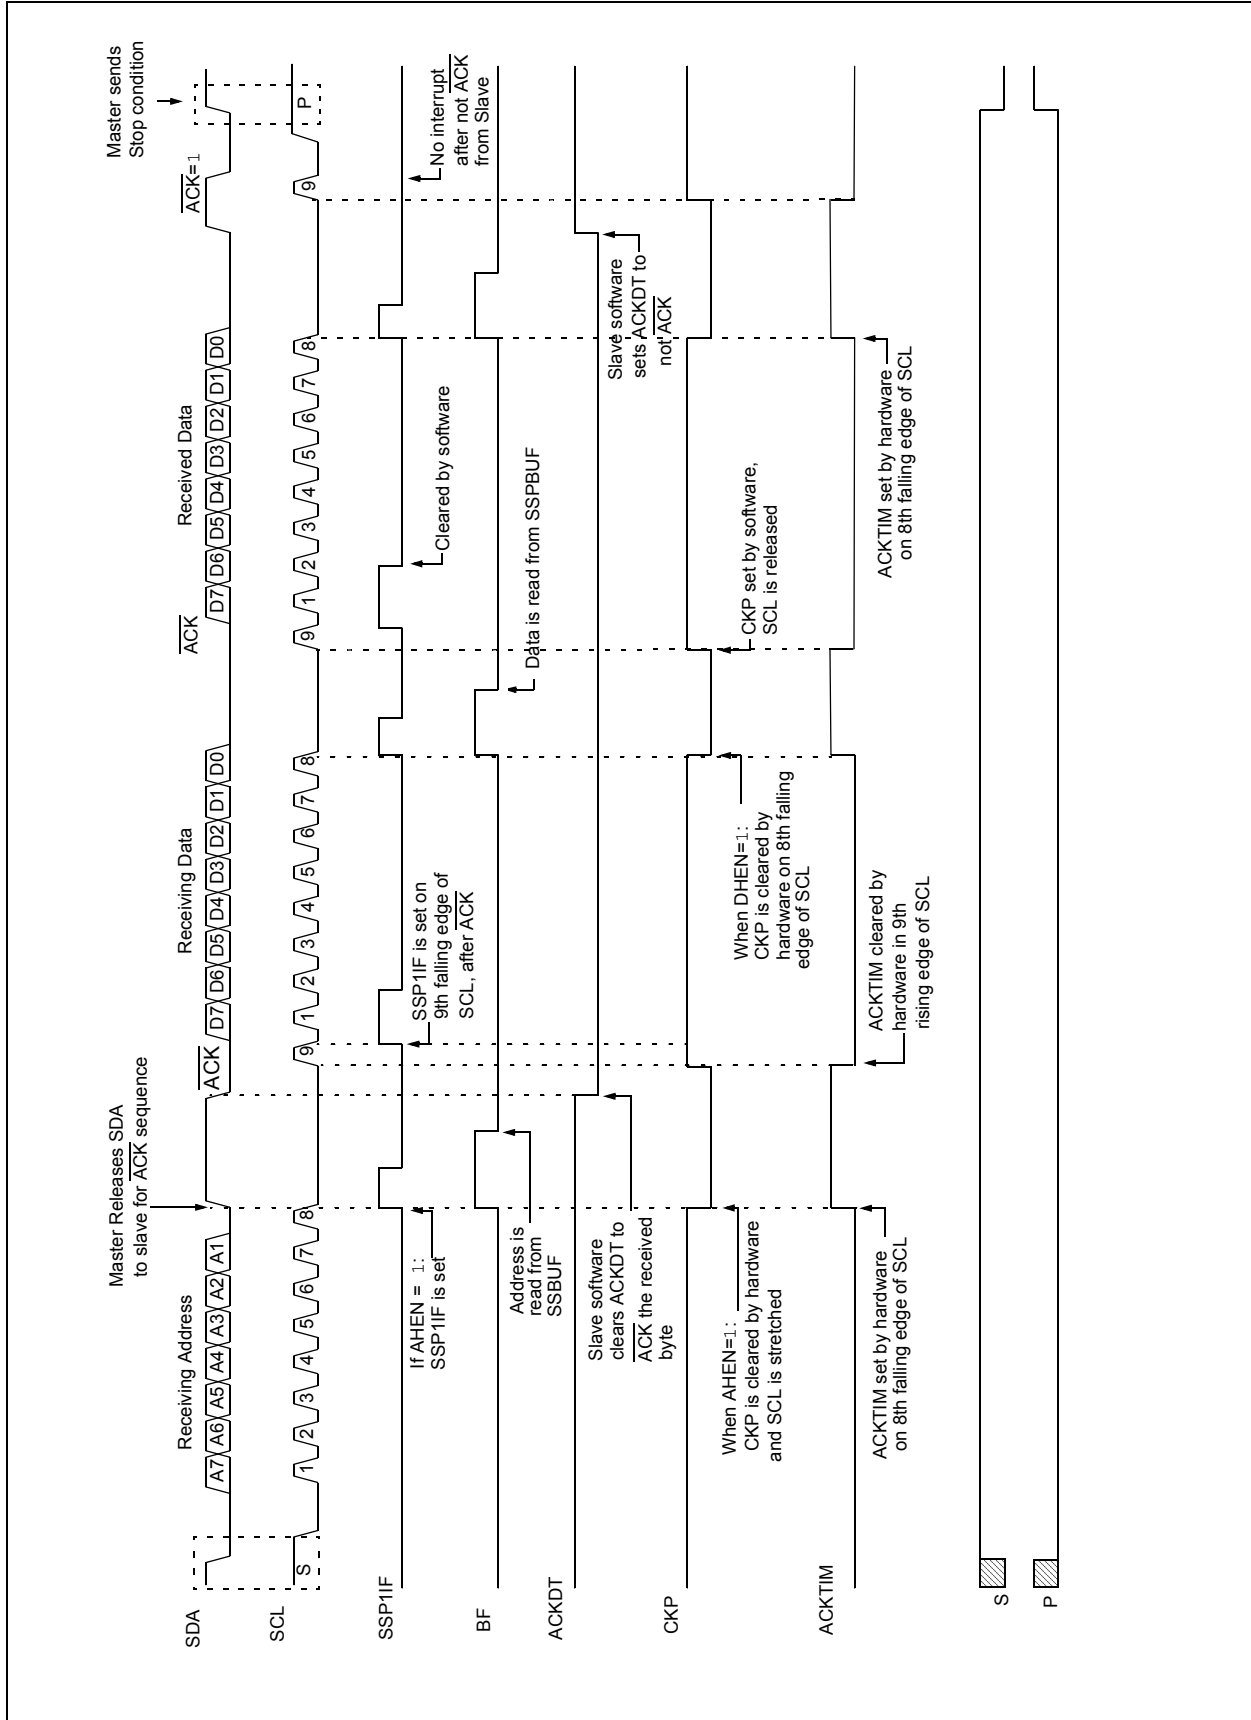 Master Releases SDA
to slave for ACK sequence
Master sends
Stop condition
Receiving Address
Receiving Data
Received Data
ACK
ACK
ACK=1
SDA
A7 A6 A5 A4 A3 A2 A1
D7 D6 D5 D4 D3 D2 D1 D0
D7 D6 D5 D4 D3 D2 D1 D0
SCL
S
1 2 3 4 5 6 7 8 9
1 2 3 4 5 6 7 8 9
1 2 3 4 5 6 7 8 9
P
SSP1IF
If AHEN = 1:
SSP1IF is set
SSP1IF is set on
9th falling edge of
SCL, after ACK
Cleared by software
No interrupt
after not ACK
from Slave
BF
Address is
read from
SSBUF
Data is read from SSPBUF
ACKDT
Slave software
clears ACKDT to
ACK the received
byte
Slave software
sets ACKDT to
not ACK
CKP
When AHEN=1:
CKP is cleared by hardware
and SCL is stretched
When DHEN=1:
CKP is cleared by
hardware on 8th falling
edge of SCL
CKP set by software,
SCL is released
ACKTIM
ACKTIM set by hardware
on 8th falling edge of SCL
ACKTIM cleared by
hardware in 9th
rising edge of SCL
ACKTIM set by hardware
on 8th falling edge of SCL
S
P